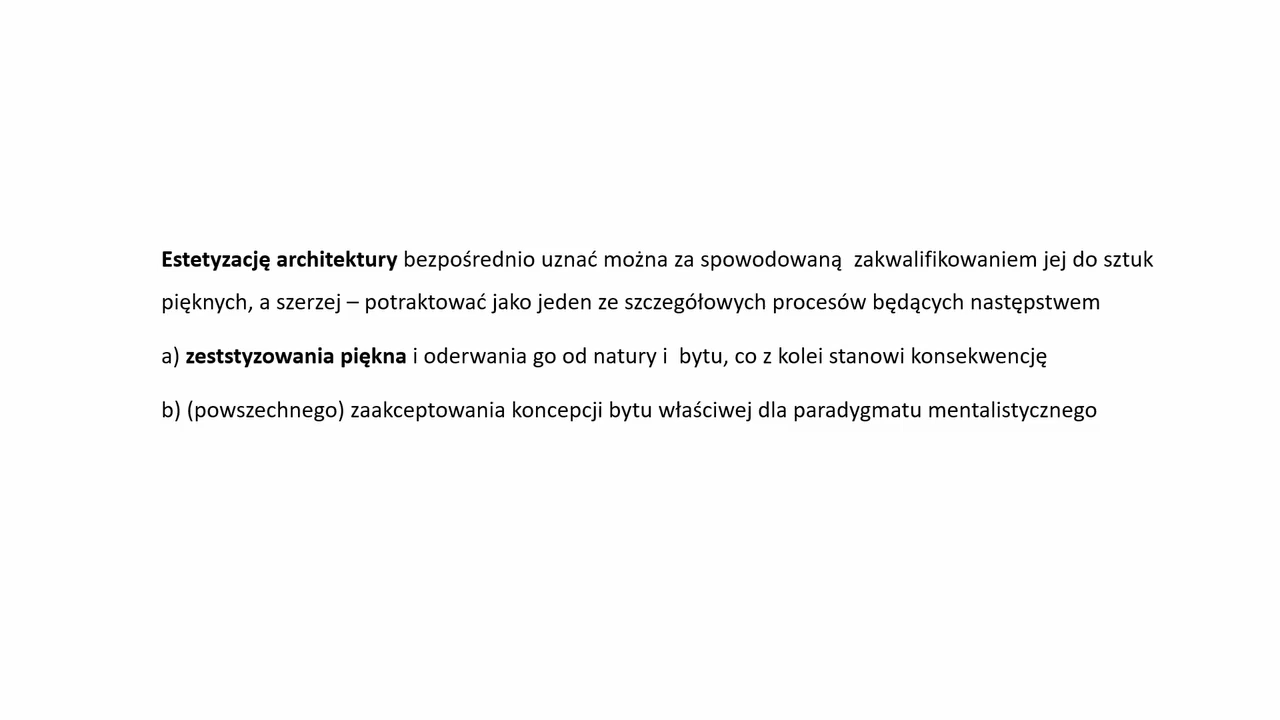 Estetyzację architektury bezpośrednio uznać można za spowodowaną  zakwalifikowaniem jej do sztuk
pięknych, a szerzej – potraktować jako jeden ze szczegółowych procesów będących następstwem
a) zeststyzowania piękna i oderwania go od natury i  bytu, co z kolei stanowi konsekwencję
b) (powszechnego) zaakceptowania koncepcji bytu właściwej dla paradygmatu mentalistycznego